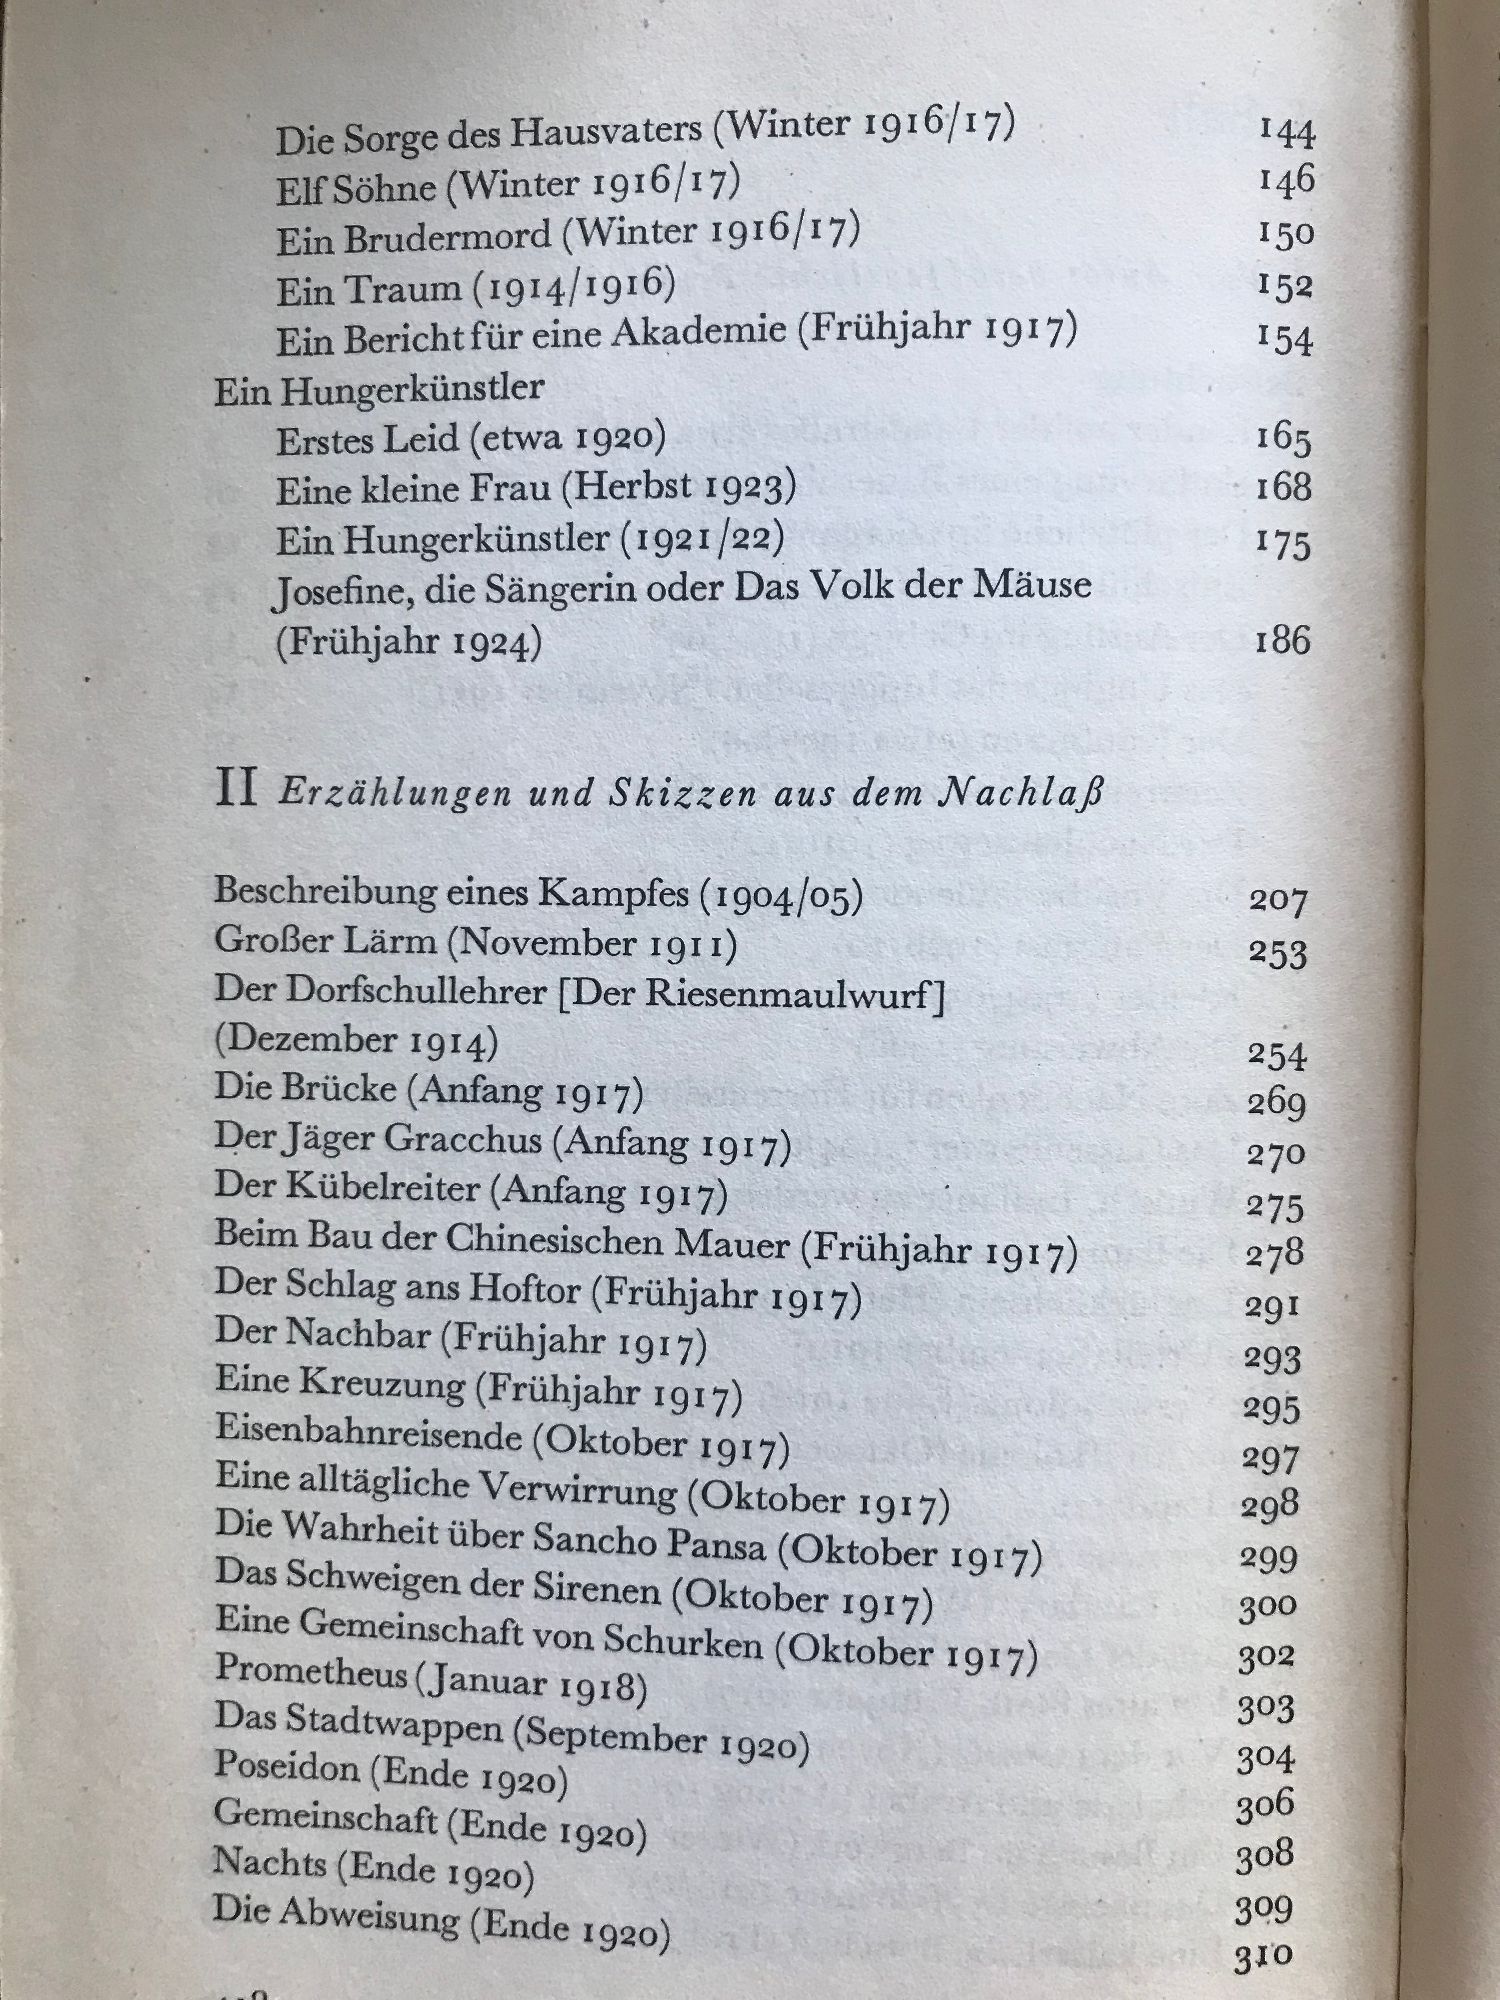 Die Sorge des Hausvaters (Winter 1916/17) 144
Elf Söhne (Winter 1916/17) 146
Ein Brudermord (Winter 1916/17) 150
Ein Traum (1914/1916) 152
Ein Bericht für eine Akademie (Frühjahr 1917) 154
Ein Hungerkünstler
Erstes Leid (etwa 1920) 165
Eine kleine Frau (Herbst 1923) 168
Ein Hungerkünstler (1921/22) 175
Josefine, die Sängerin oder Das Volk der Mäuse
(Frühjahr 1924) 186
II Erzählungen und Skizzen aus dem Nachlaß
Beschreibung eines Kampfes (1904/05) 207
Großer Lärm (November 1911) 253
Der Dorfschullehrer [Der Riesenmaulwurf]
(Dezember 1914) 254
Die Brücke (Anfang 1917) 269
Der Jäger Gracchus (Anfang 1917) 270
Der Kübelreiter (Anfang 1917) 275
Beim Bau der Chinesischen Mauer (Frühjahr 1917) 278
Der Schlag ans Hoftor (Frühjahr 1917) 291
Der Nachbar (Frühjahr 1917) 293
Eine Kreuzung (Frühjahr 1917) 295
Eisenbahnreisende (Oktober 1917) 297
Eine alltägliche Verwirrung (Oktober 1917) 298
Die Wahrheit über Sancho Pansa (Oktober 1917) 299
Das Schweigen der Sirenen (Oktober 1917) 300
Eine Gemeinschaft von Schurken (Oktober 1917) 302
Prometheus (Januar 1918) 303
Das Stadtwappen (September 1920) 304
Poseidon (Ende 1920) 306
Gemeinschaft (Ende 1920) 308
Nachts (Ende 1920) 309
Die Abweisung (Ende 1920) 310